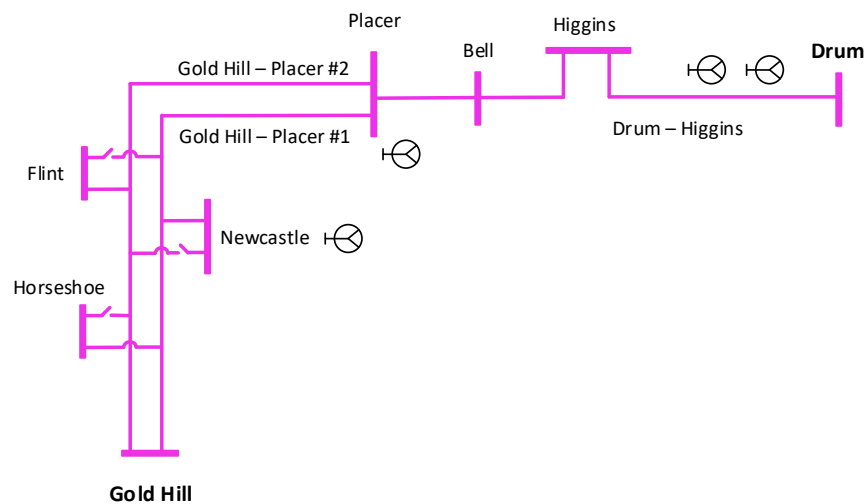 Placer
Higgins
Bell
Drum
Gold Hill – Placer #2
Gold Hill – Placer #1
Drum – Higgins
Flint
Newcastle
Horseshoe
Gold Hill